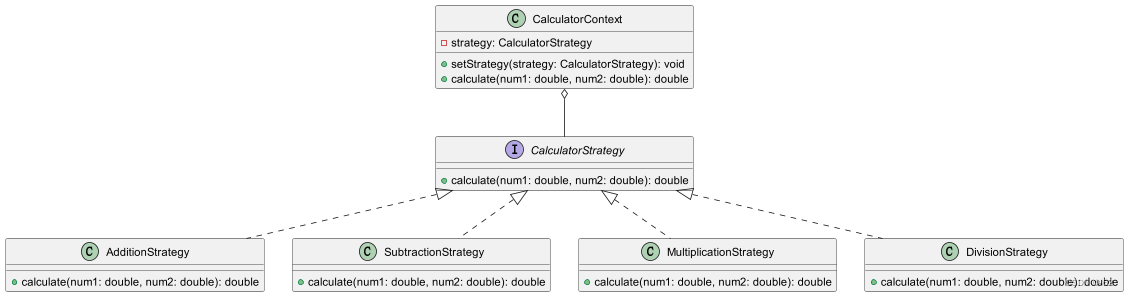 C CalculatorContext
strategy: CalculatorStrategy
setStrategy(strategy: CalculatorStrategy): void
calculate(num1: double, num2: double): double
I CalculatorStrategy
calculate(num1: double, num2: double): double
C AdditionStrategy
calculate(num1: double, num2: double): double
C SubtractionStrategy
calculate(num1: double, num2: double): double
C MultiplicationStrategy
calculate(num1: double, num2: double): double
C DivisionStrategy
calculate(num1: double, num2: double): double